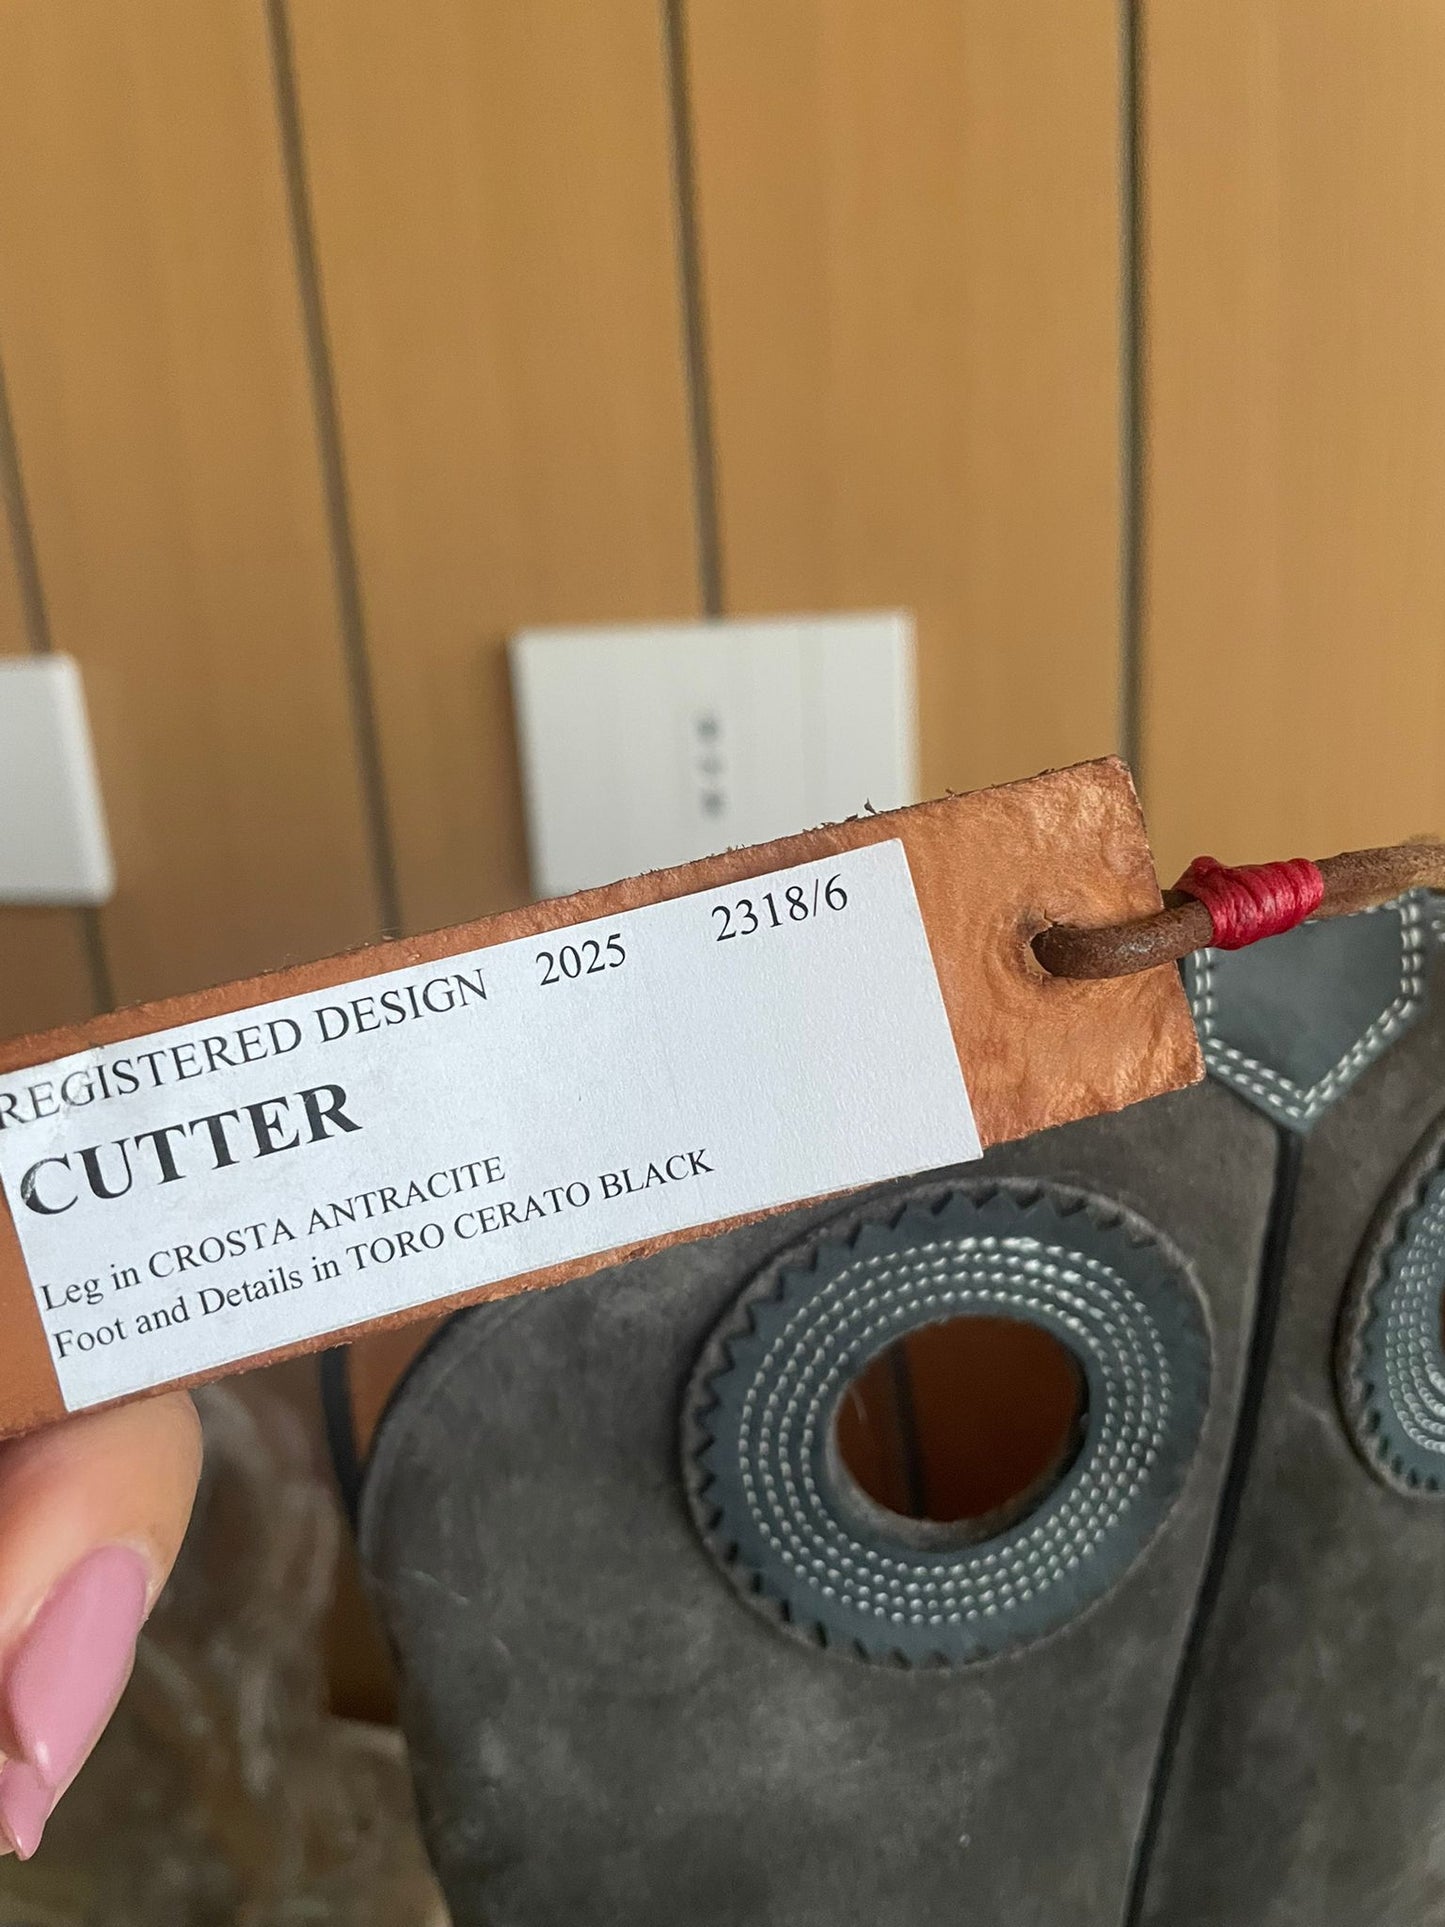 REGISTERED DESIGN 2025 2318/6
CUTTER
Leg in CROSTA ANTRACITE
Foot and Details in TORO CERATO BLACK